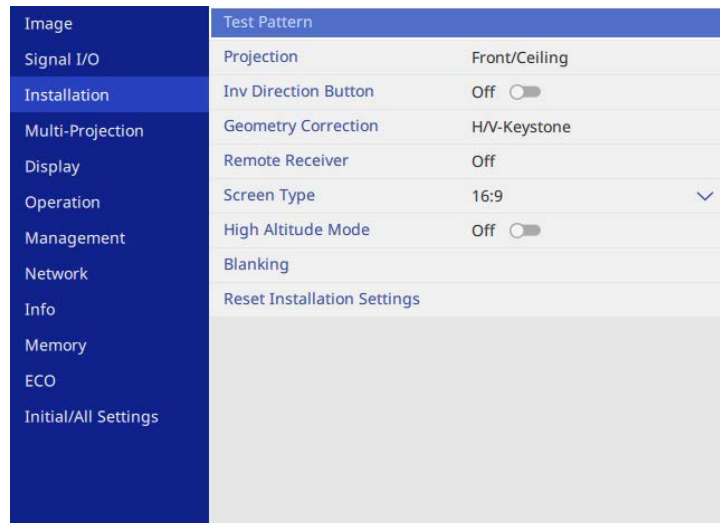 Image
Signal I/O
Installation
Multi-Projection
Display
Operation
Management
Network
Info
Memory
ECO
Initial/All Settings
Test Pattern
Projection Front/Ceiling
Inv Direction Button Off
Geometry Correction H/V-Keystone
Remote Receiver Off
Screen Type 16:9
High Altitude Mode Off
Blanking
Reset Installation Settings